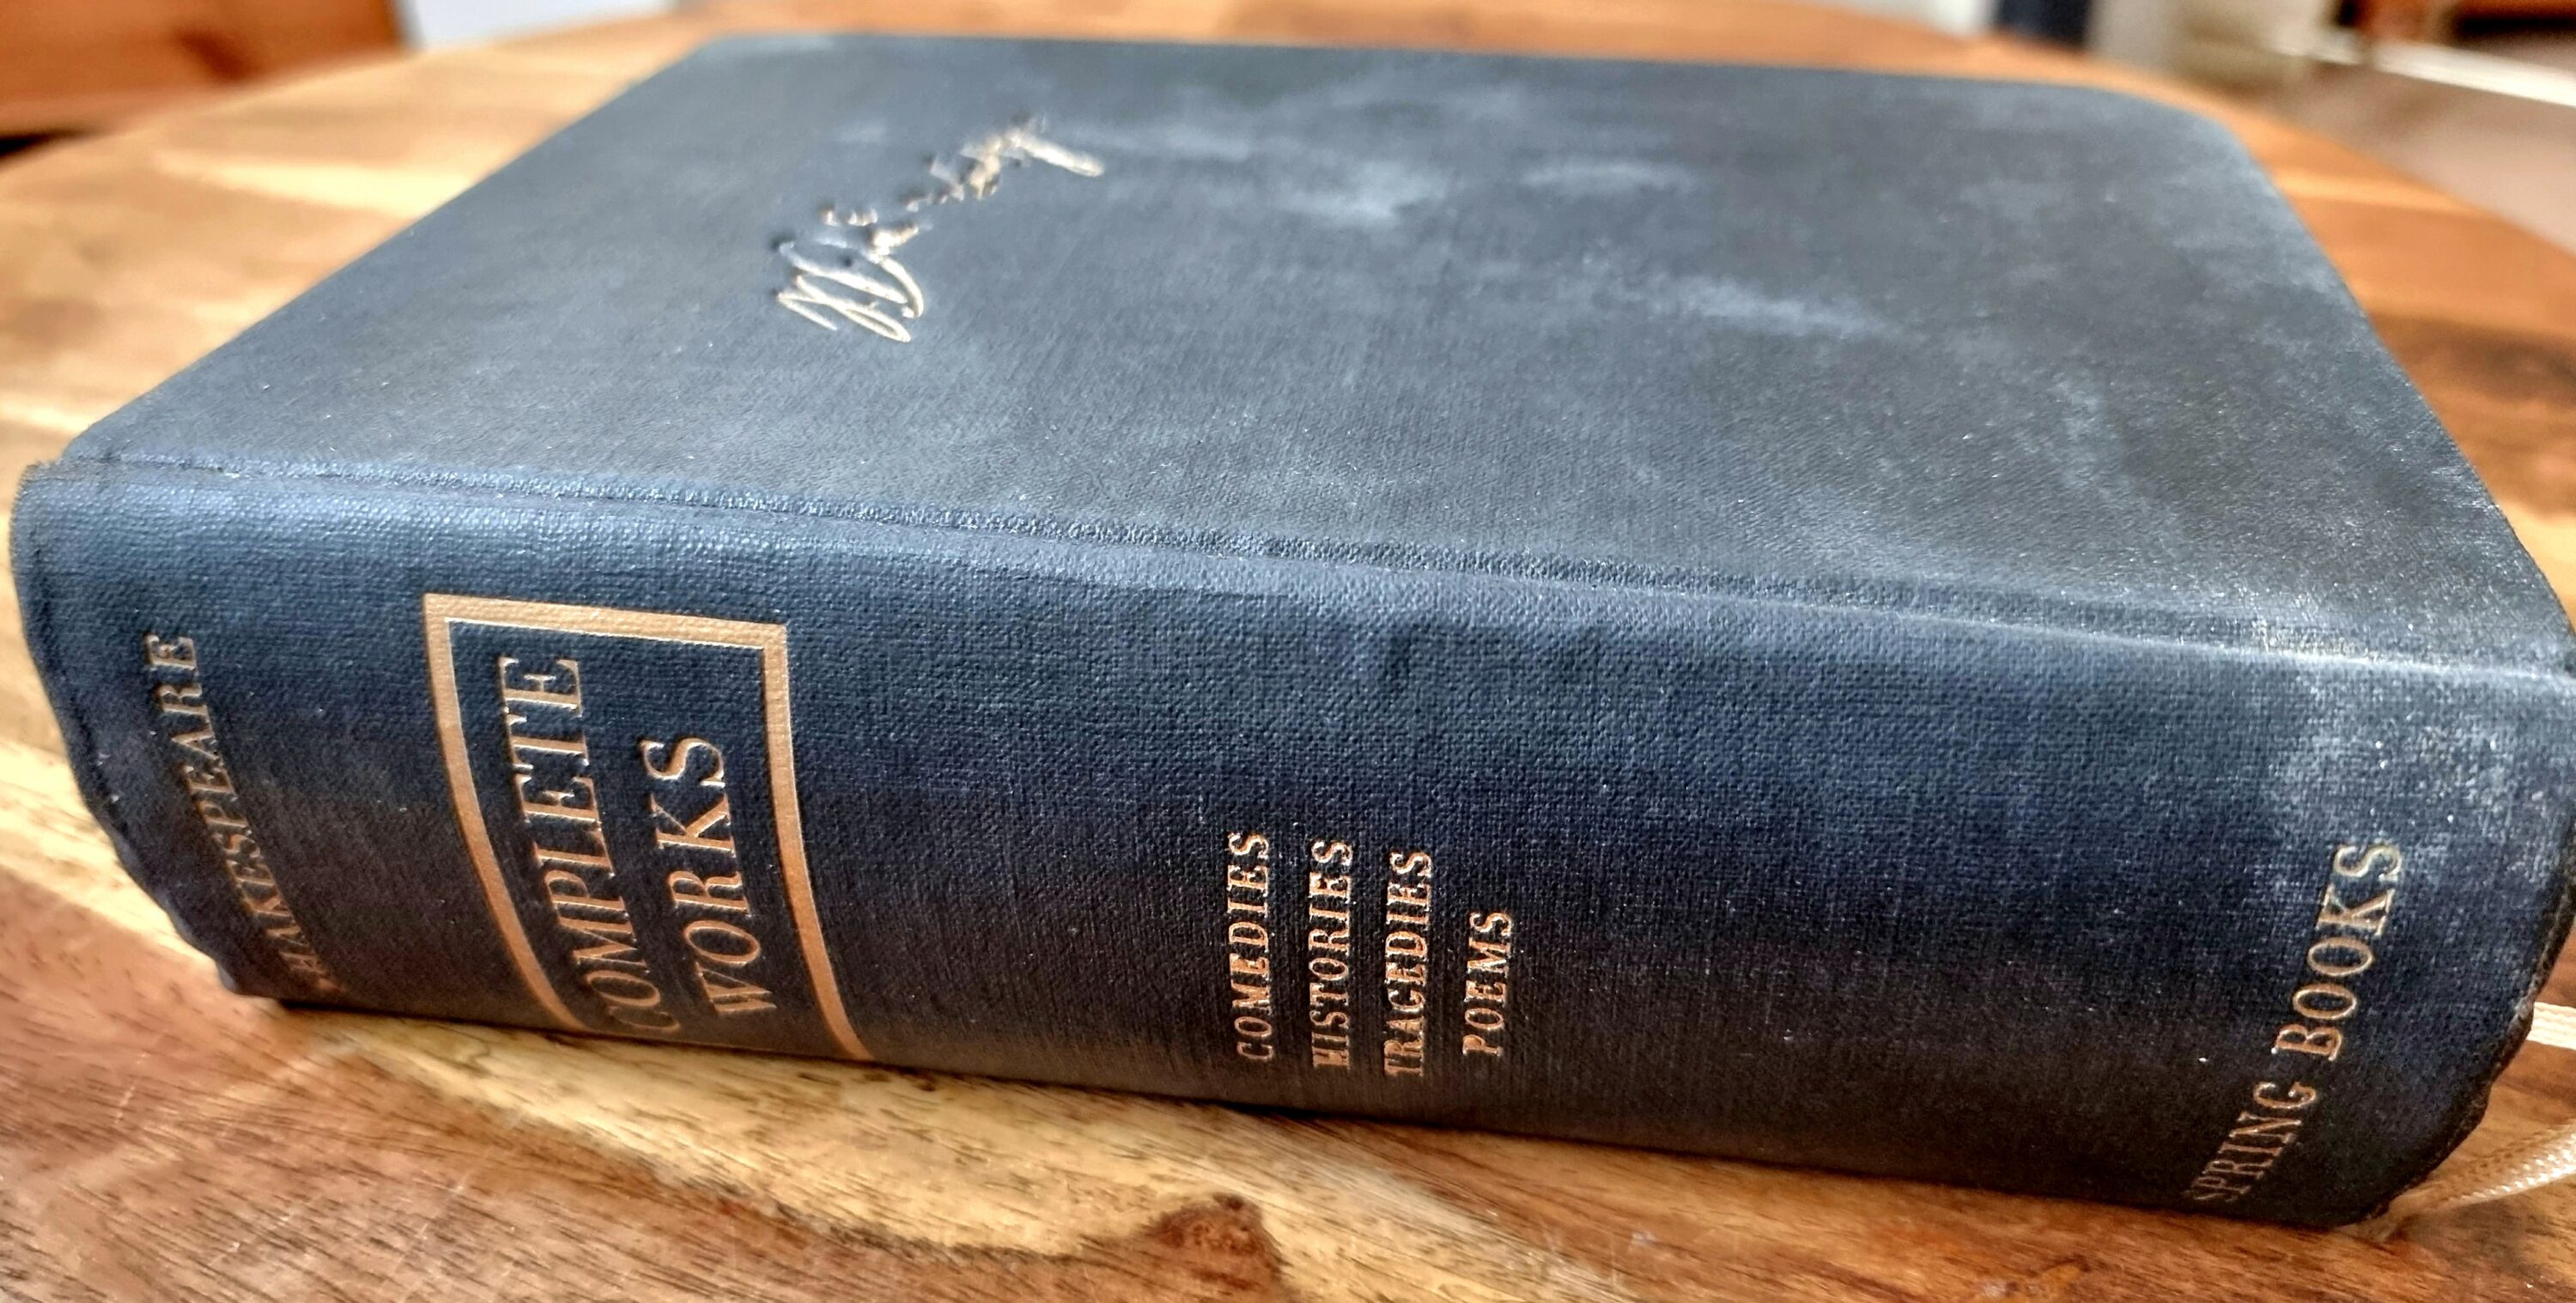 SHAKESPEARE
COMPLETE
WORKS
COMEDIES
HISTORIES
TRAGEDIES
POEMS
SPRING BOOKS